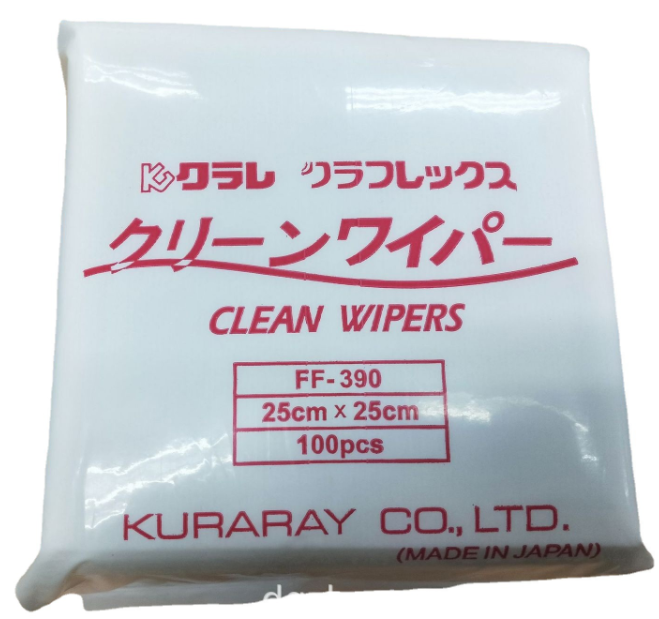 クラレ クラフレックス
クリーンワイパー
CLEAN WIPERS
FF-390
25cm x 25cm
100pcs
KURARAY CO., LTD.
(MADE IN JAPAN)